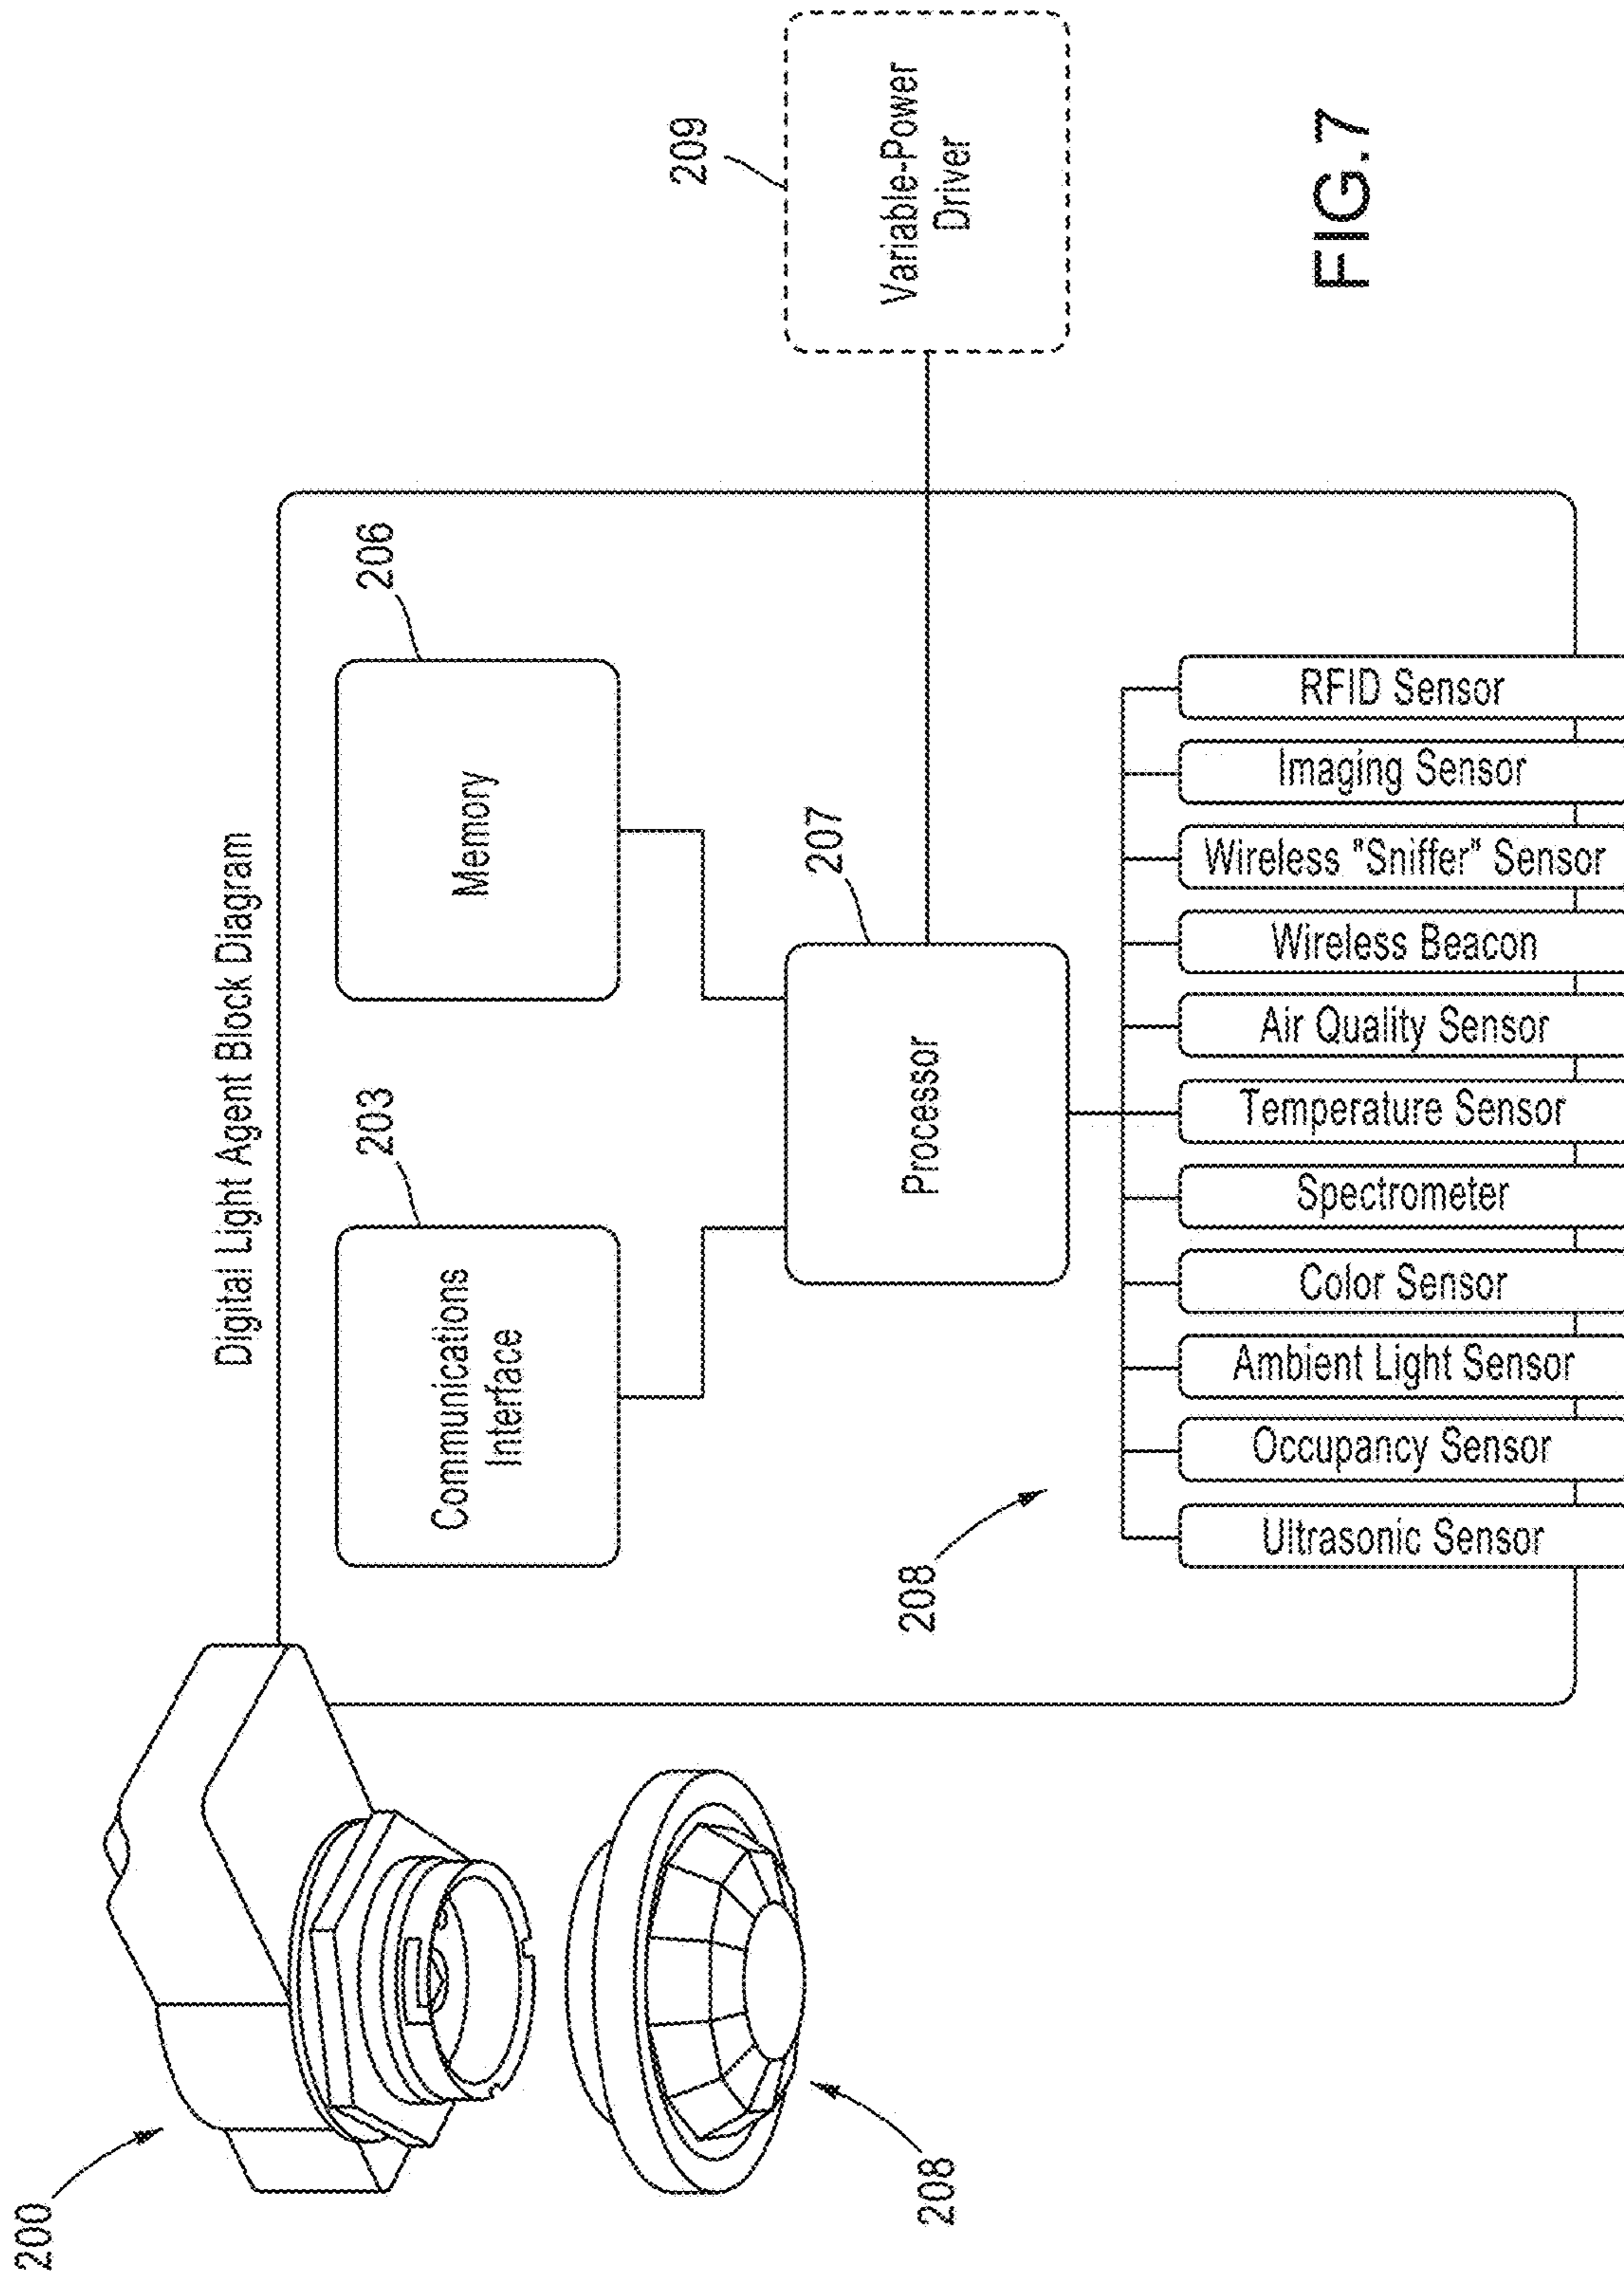 200
Digital Light Agent Block Diagram
203
206
Communications
Interface
Memory
207
209
Processor
Variable-Power
Driver
208
208
Ultrasonic Sensor
Occupancy Sensor
Ambient Light Sensor
Color Sensor
Spectrometer
Temperature Sensor
Air Quality Sensor
Wireless Beacon
Wireless "Sniffer" Sensor
Imaging Sensor
RFID Sensor
FIG.7